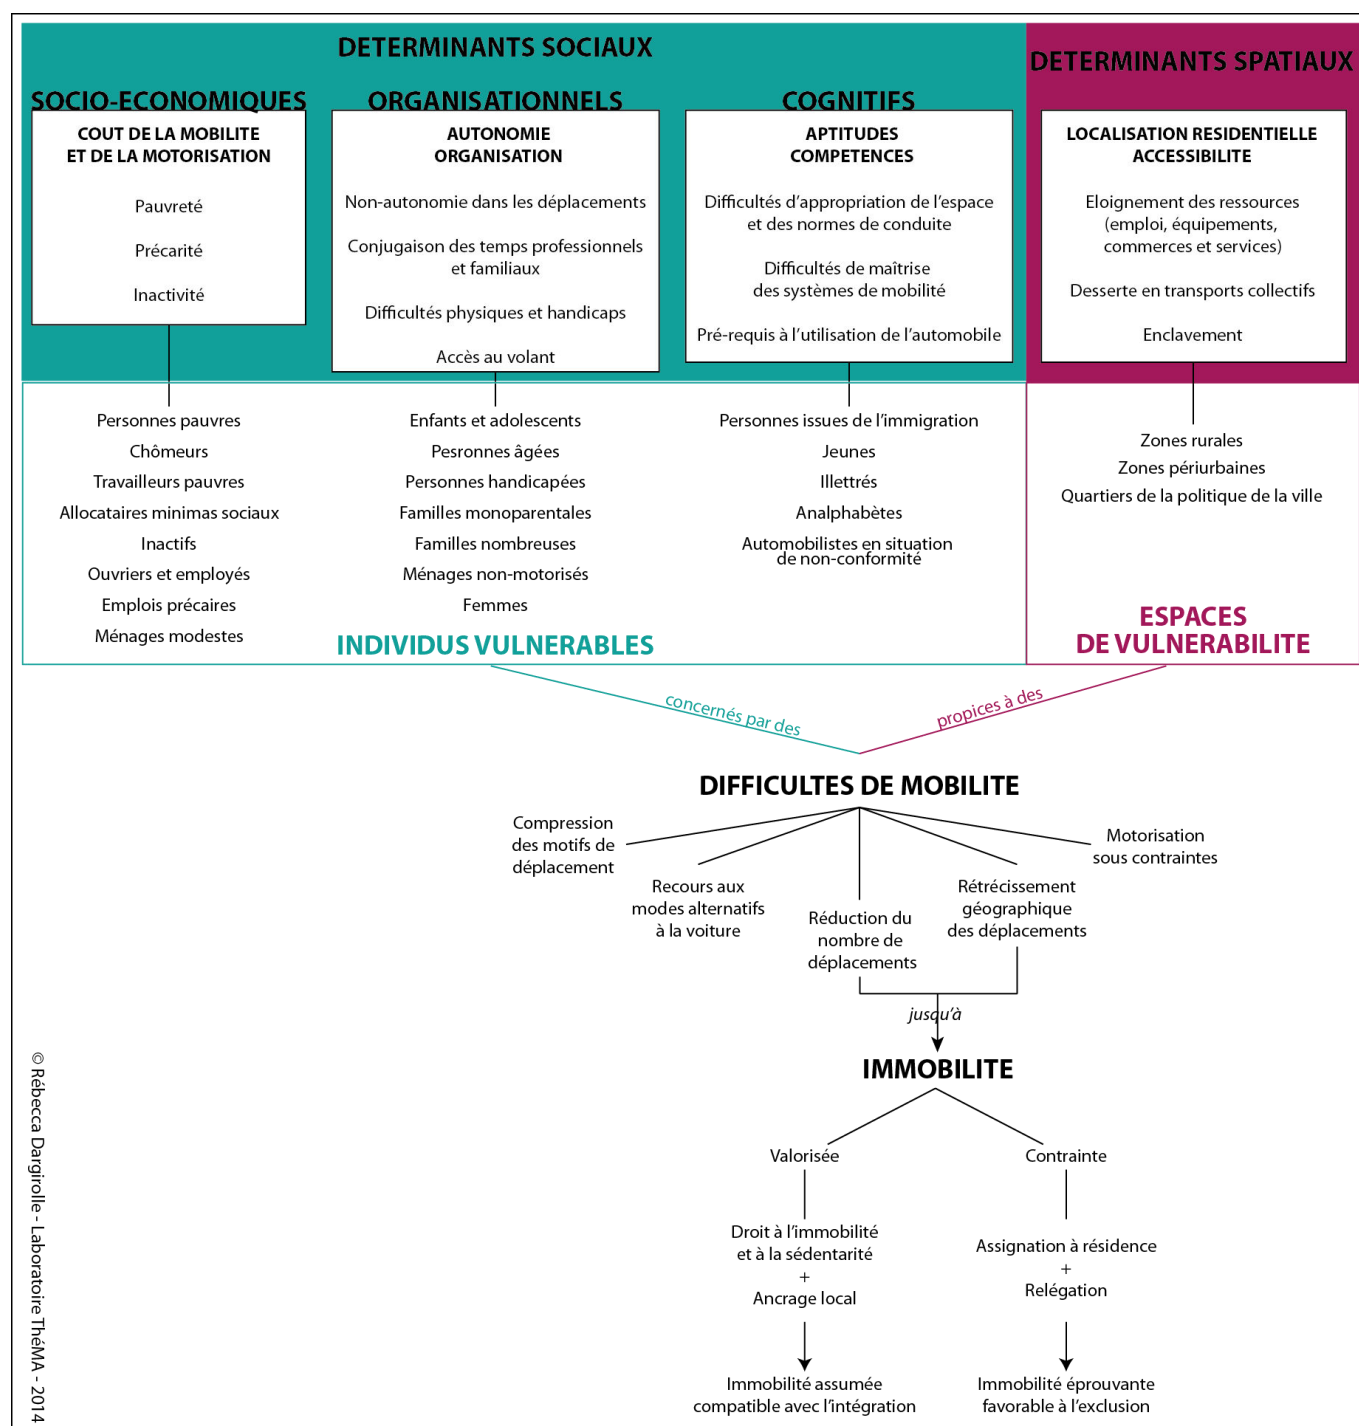 DETERMINANTS SOCIAUX
DETERMINANTS SPATIAUX
SOCIO-ECONOMIQUES
COUT DE LA MOBILITE
ET DE LA MOTORISATION
Pauvreté
Précarité
Inactivité
ORGANISATIONNELS
AUTONOMIE
ORGANISATION
Non-autonomie dans les déplacements
Conjugaison des temps professionnels
et familiaux
Difficultés physiques et handicaps
Accès au volant
COGNITIFS
APTITUDES
COMPETENCES
Difficultés d'appropriation de l'espace
et des normes de conduite
Difficultés de maîtrise
des systèmes de mobilité
Pré-requis à l'utilisation de l'automobile
LOCALISATION RESIDENTIELLE
ACCESSIBILITE
Eloignement des ressources
(emploi, équipements,
commerces et services)
Desserte en transports collectifs
Enclavement
Personnes pauvres
Chômeurs
Travailleurs pauvres
Allocataires minimas sociaux
Inactifs
Ouvriers et employés
Emplois précaires
Ménages modestes
Enfants et adolescents
Pesronnes âgées
Personnes handicapées
Familles monoparentales
Familles nombreuses
Ménages non-motorisés
Femmes
Personnes issues de l'immigration
Jeunes
Illettrés
Analphabètes
Automobilistes en situation
de non-conformité
Zones rurales
Zones périurbaines
Quartiers de la politique de la ville
INDIVIDUS VULNERABLES
ESPACES
DE VULNERABILITE
concernés par des
propices à des
DIFFICULTES DE MOBILITE
Compression
des motifs de
déplacement
Recours aux
modes alternatifs
à la voiture
Réduction du
nombre de
déplacements
Rétrécissement
géographique
des déplacements
Motorisation
sous contraintes
jusqu'à
IMMOBILITE
Valorisée
Droit à l'immobilité
et à la sédentarité
+
Ancrage local
Immobilité assumée
compatible avec l'intégration
Contrainte
Assignation à résidence
+
Relégation
Immobilité éprouvante
favorable à l'exclusion
© Rébecca Dargirolle - Laboratoire ThéMA - 2014